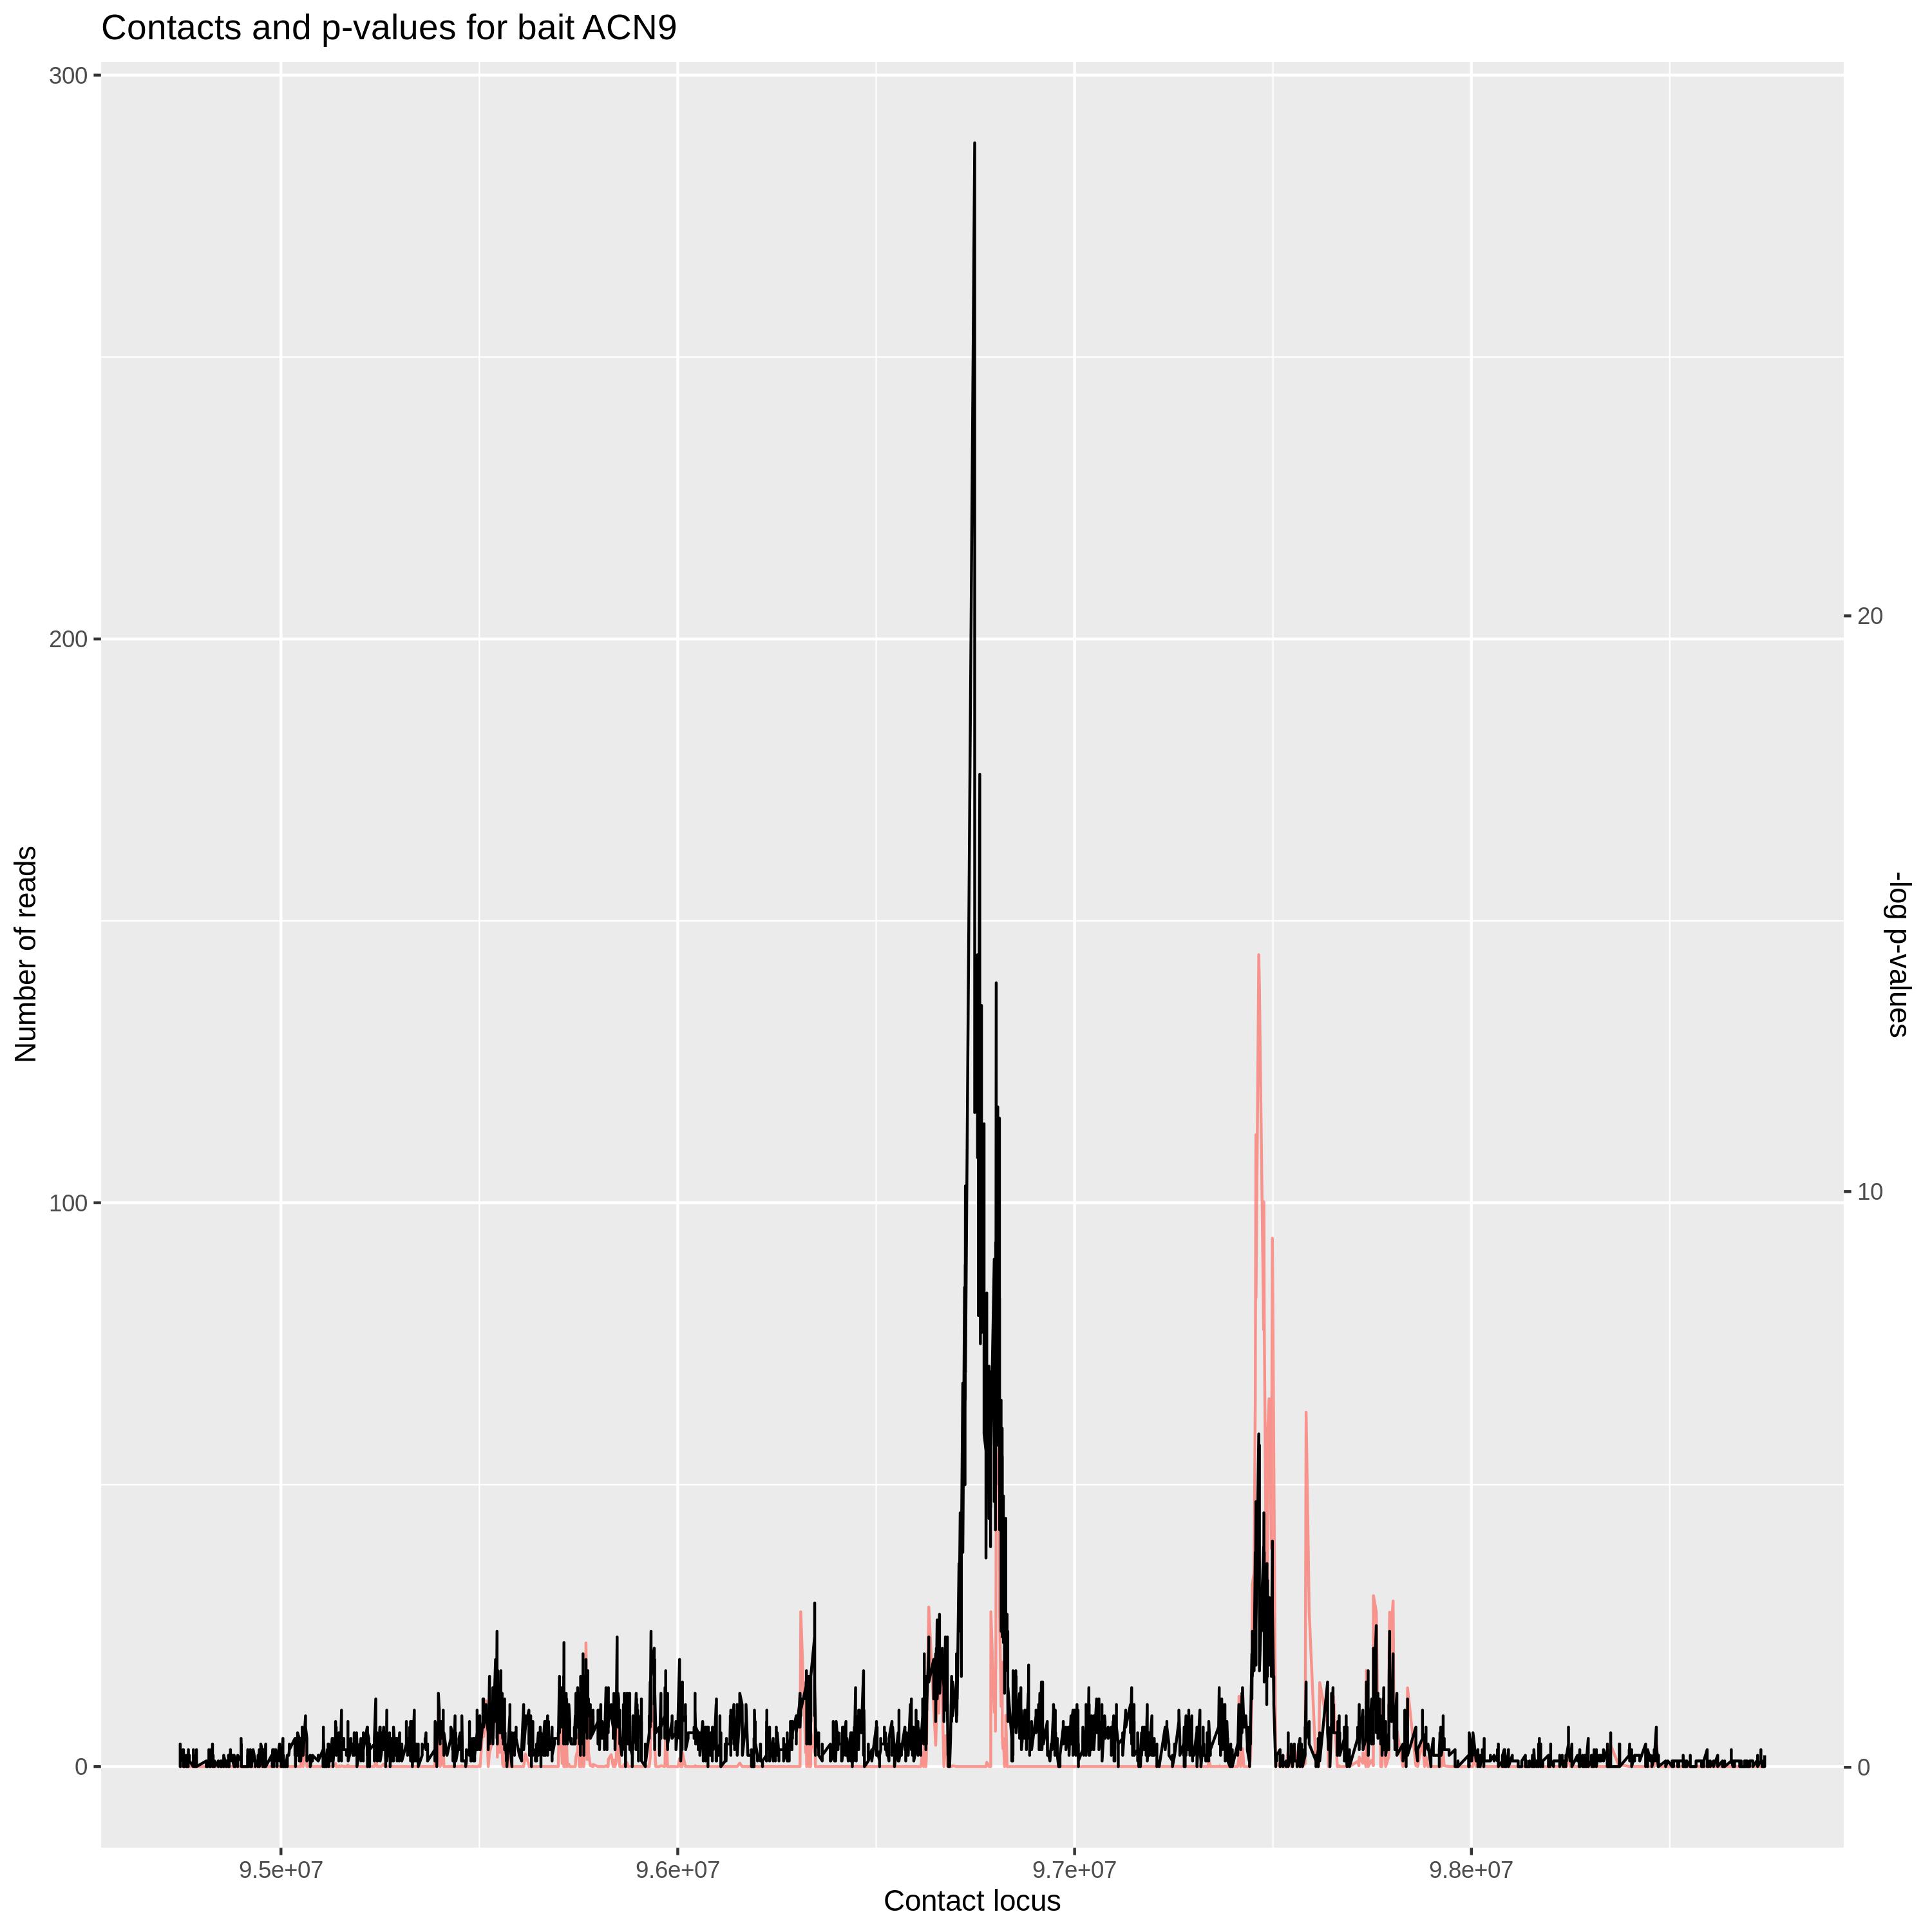 Contacts and p-values for bait ACN9
300
200
100
0
Number of reads
20
10
0
-log p-values
9.5e+07 9.6e+07 9.7e+07 9.8e+07
Contact locus